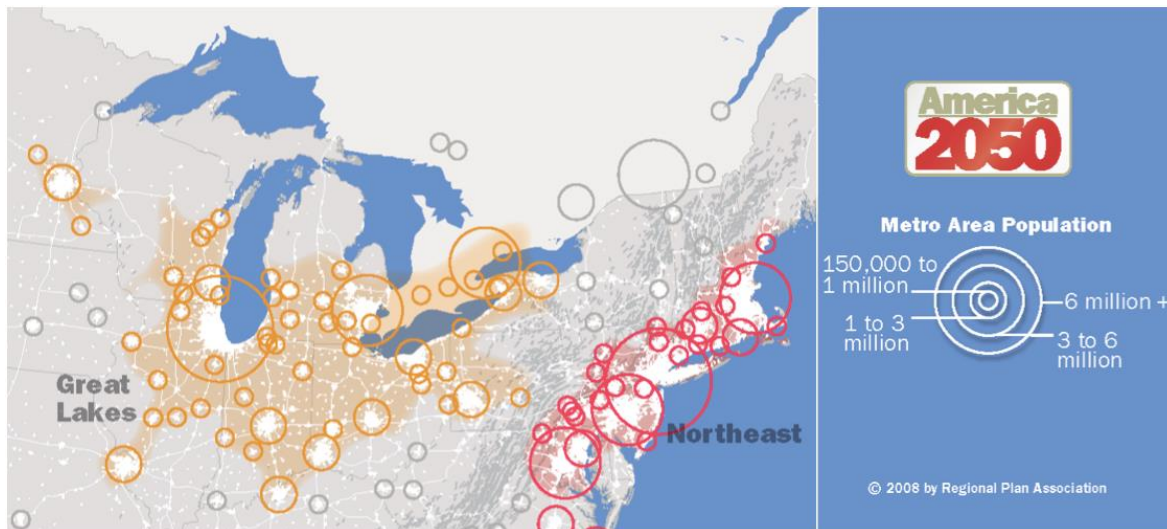 Great
Lakes
Northeast
America
2050
Metro Area Population
150,000 to
1 million
6 million +
1 to 3
million
3 to 6
million
© 2008 by Regional Plan Association